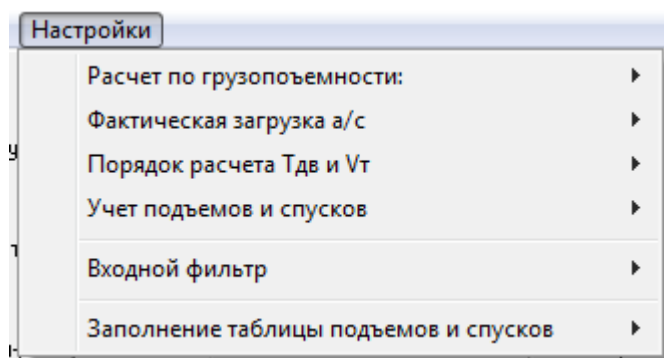 Настройки
Расчет по грузопоъемности:
Фактическая загрузка а/с
Порядок расчета Тдв и Vт
Учет подъемов и спусков
Входной фильтр
Заполнение таблицы подъемов и спусков